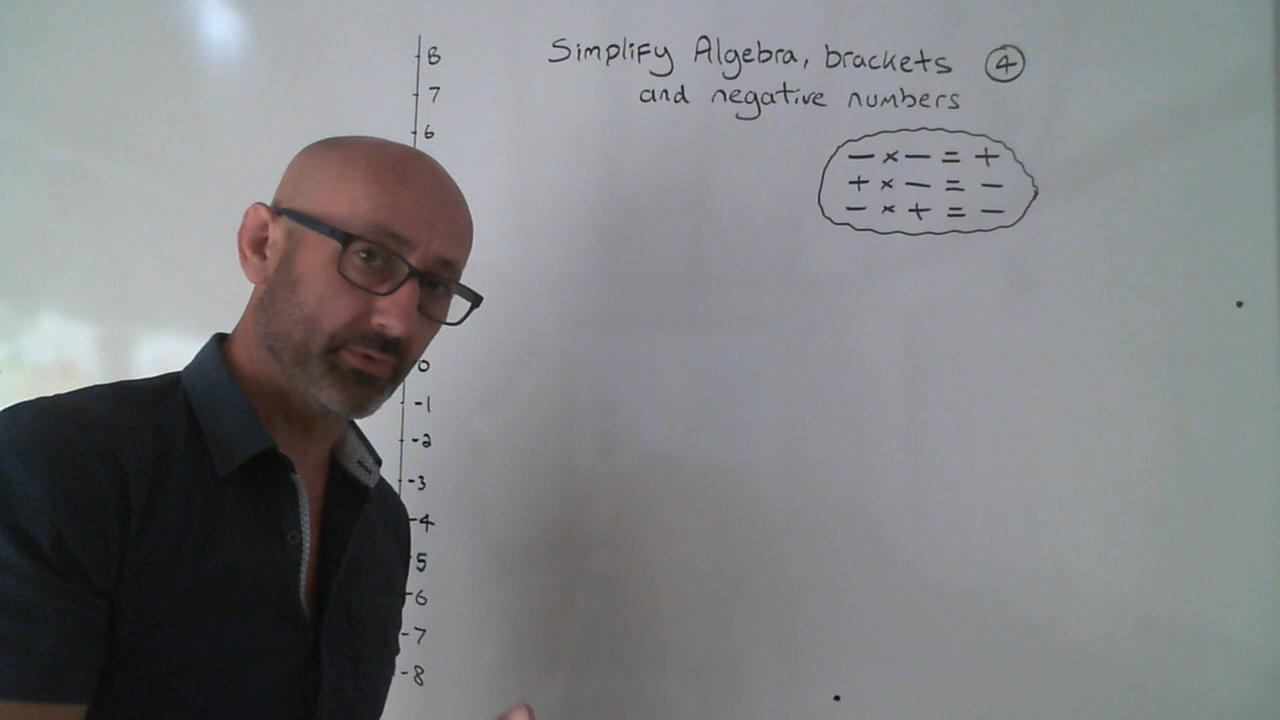 Simplify Algebra, brackets ④
and negative numbers
- × - = +
+ × - = -
- × + = -
8
7
6
0
-1
-2
-3
-4
5
-6
-7
-8